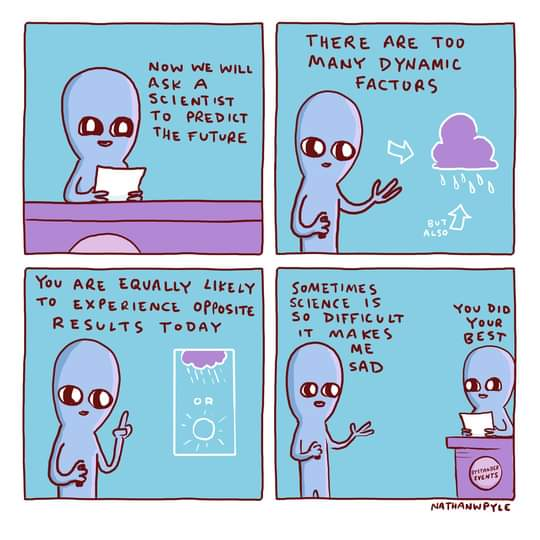 NOW WE WILL
ASK A
SCIENTIST
TO PREDICT
THE FUTURE
THERE ARE TOO
MANY DYNAMIC
FACTORS
BUT
ALSO
YOU ARE EQUALLY LIKELY
TO EXPERIENCE OPPOSITE
RESULTS TODAY
OR
SOMETIMES
SCIENCE IS
SO DIFFICULT
IT MAKES
ME
SAD
YOU DID
YOUR
BEST
BYSTANDER
EVENTS
NATHANWPYLE